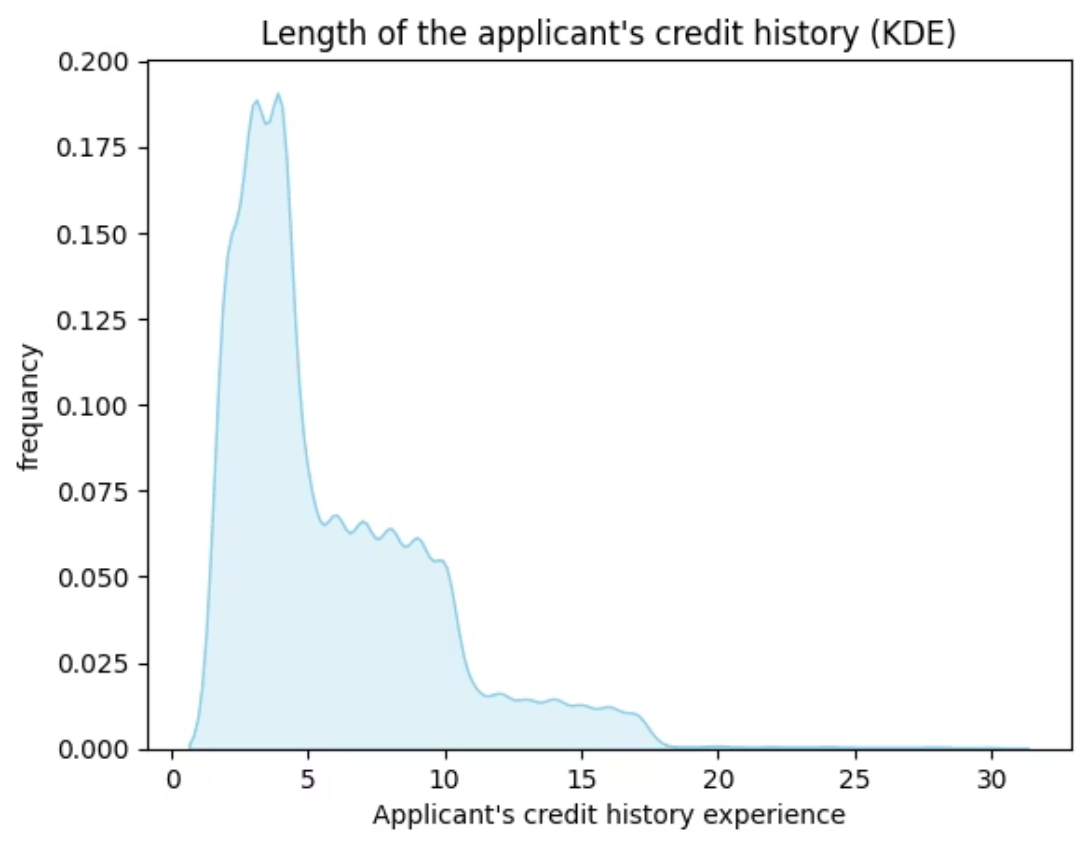 Length of the applicant's credit history (KDE)
0.200
0.175
0.150
0.125
0.100
0.075
0.050
0.025
0.000
frequancy
0 5 10 15 20 25 30
Applicant's credit history experience